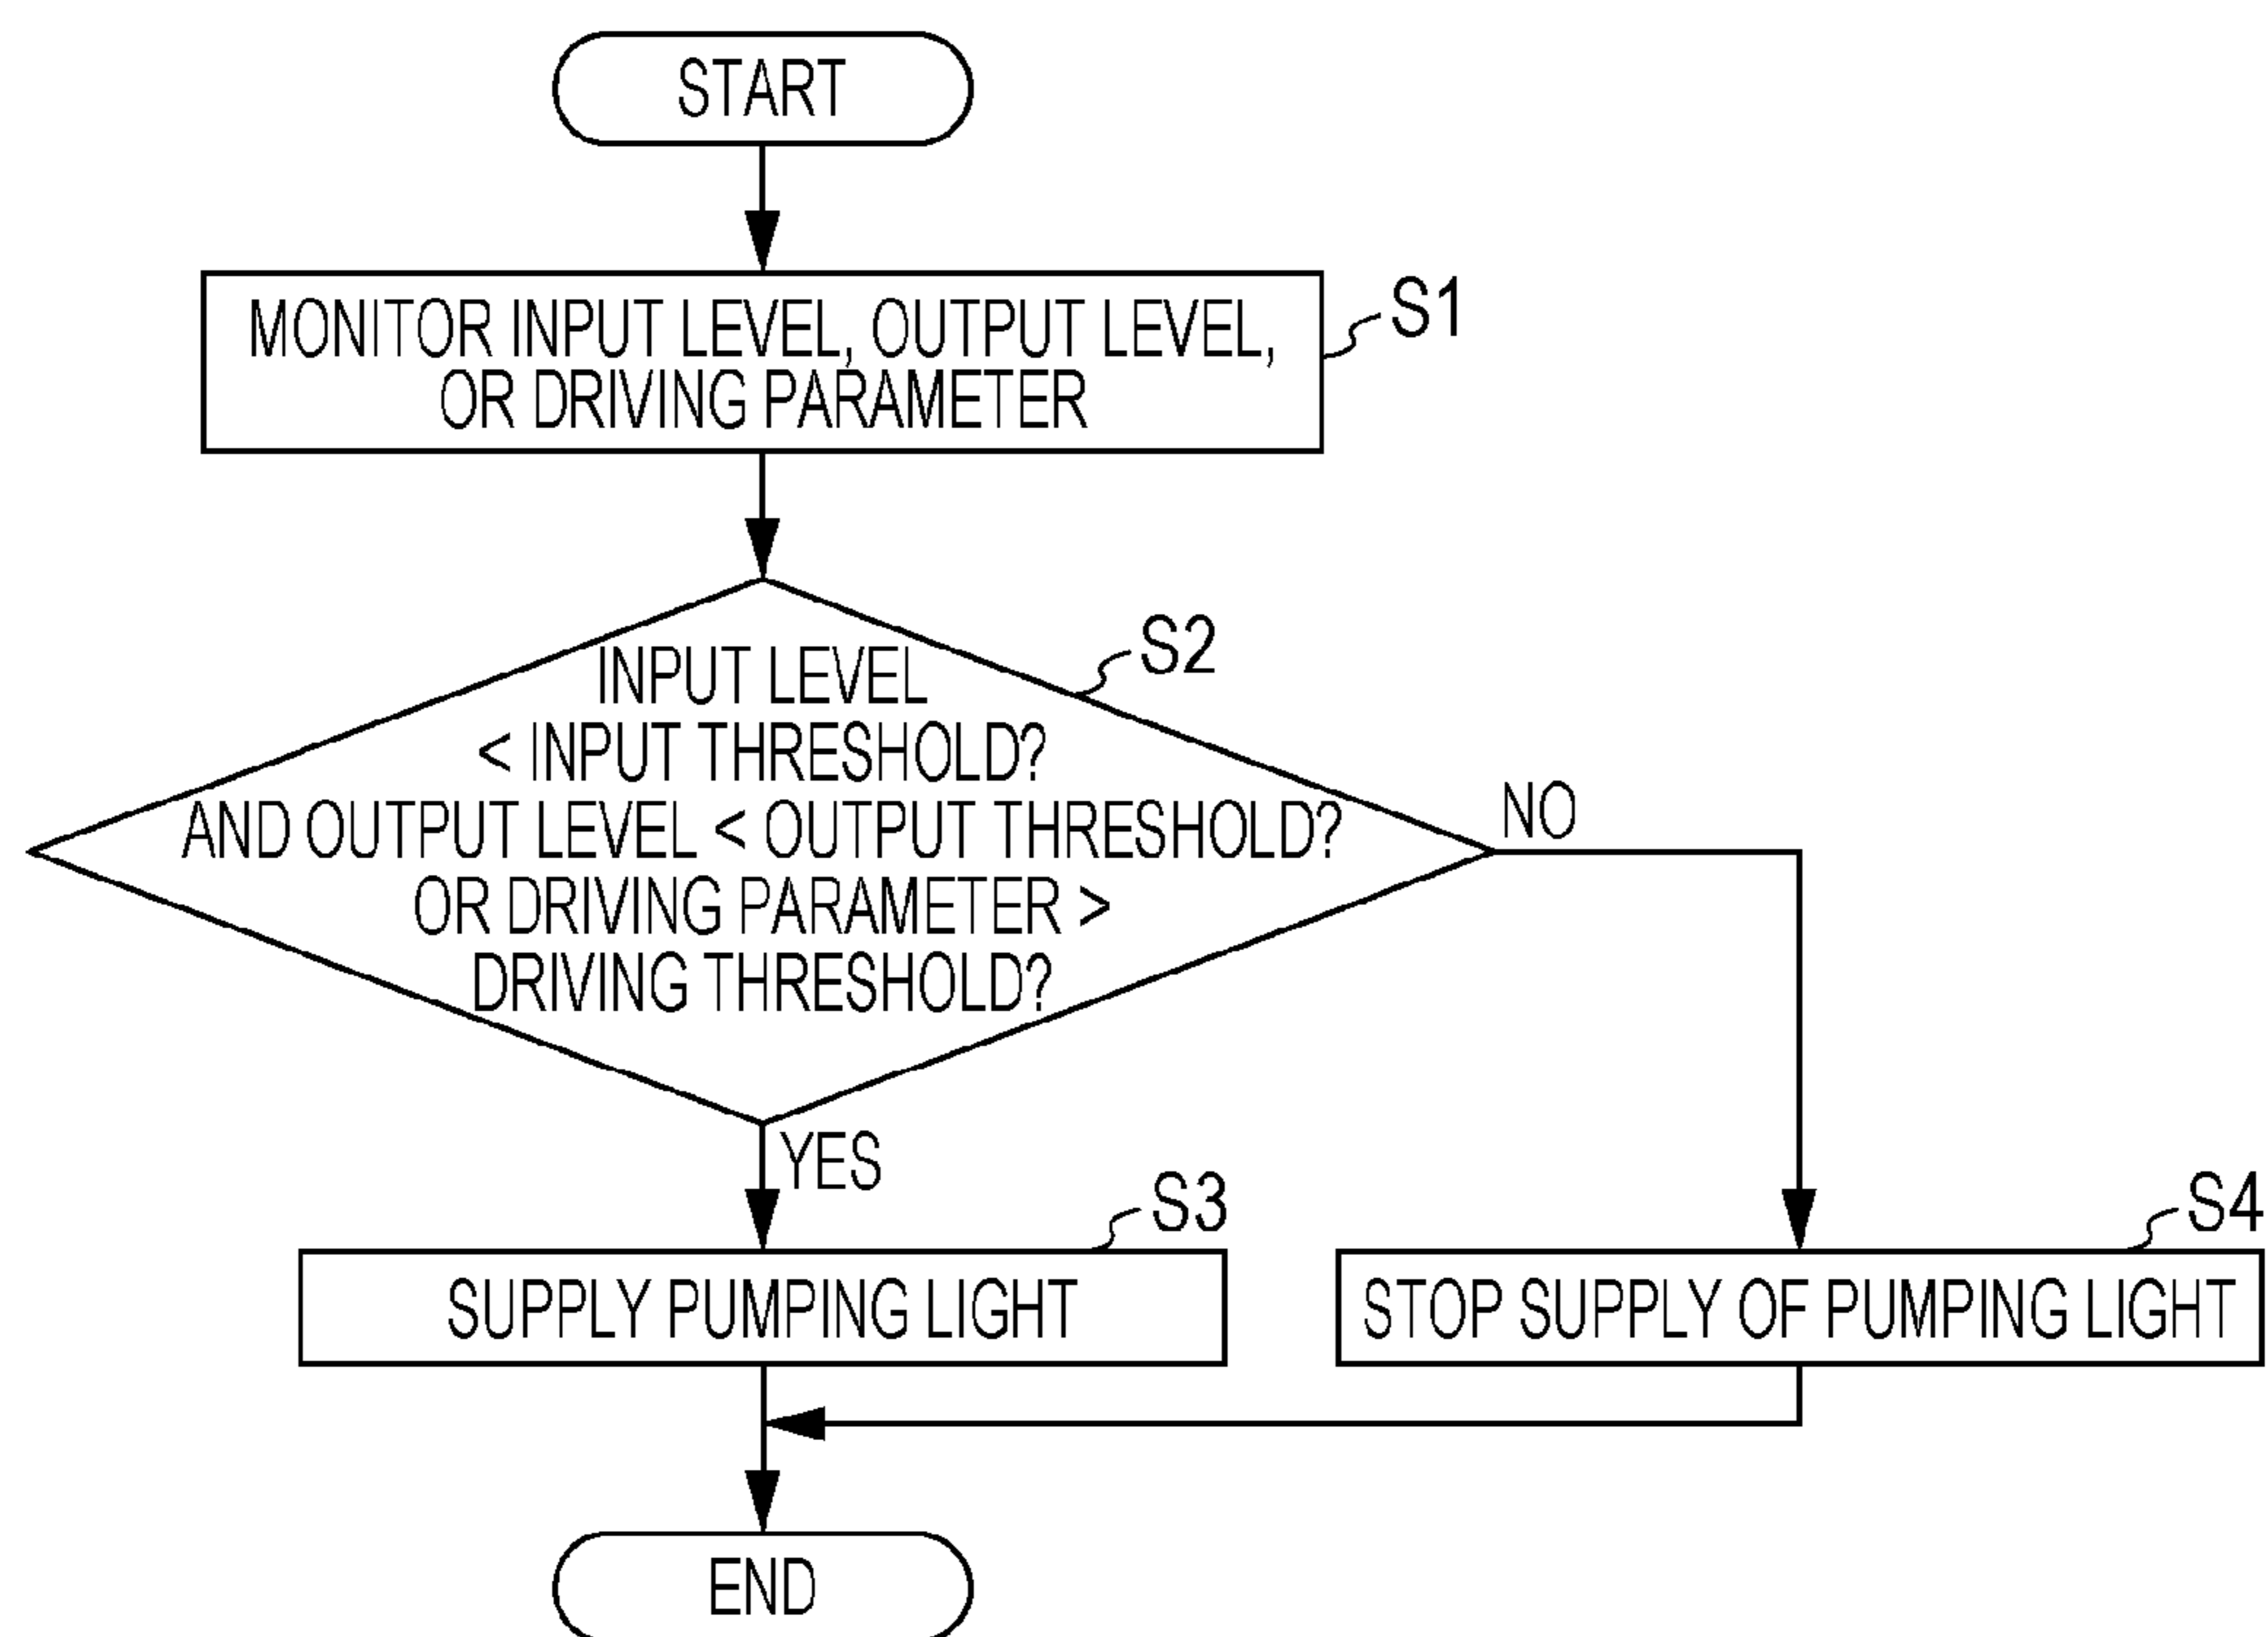 START
MONITOR INPUT LEVEL, OUTPUT LEVEL,
OR DRIVING PARAMETER
S1
INPUT LEVEL
< INPUT THRESHOLD?
AND OUTPUT LEVEL < OUTPUT THRESHOLD?
OR DRIVING PARAMETER >
DRIVING THRESHOLD?
S2
NO
YES
S3
SUPPLY PUMPING LIGHT
S4
STOP SUPPLY OF PUMPING LIGHT
END